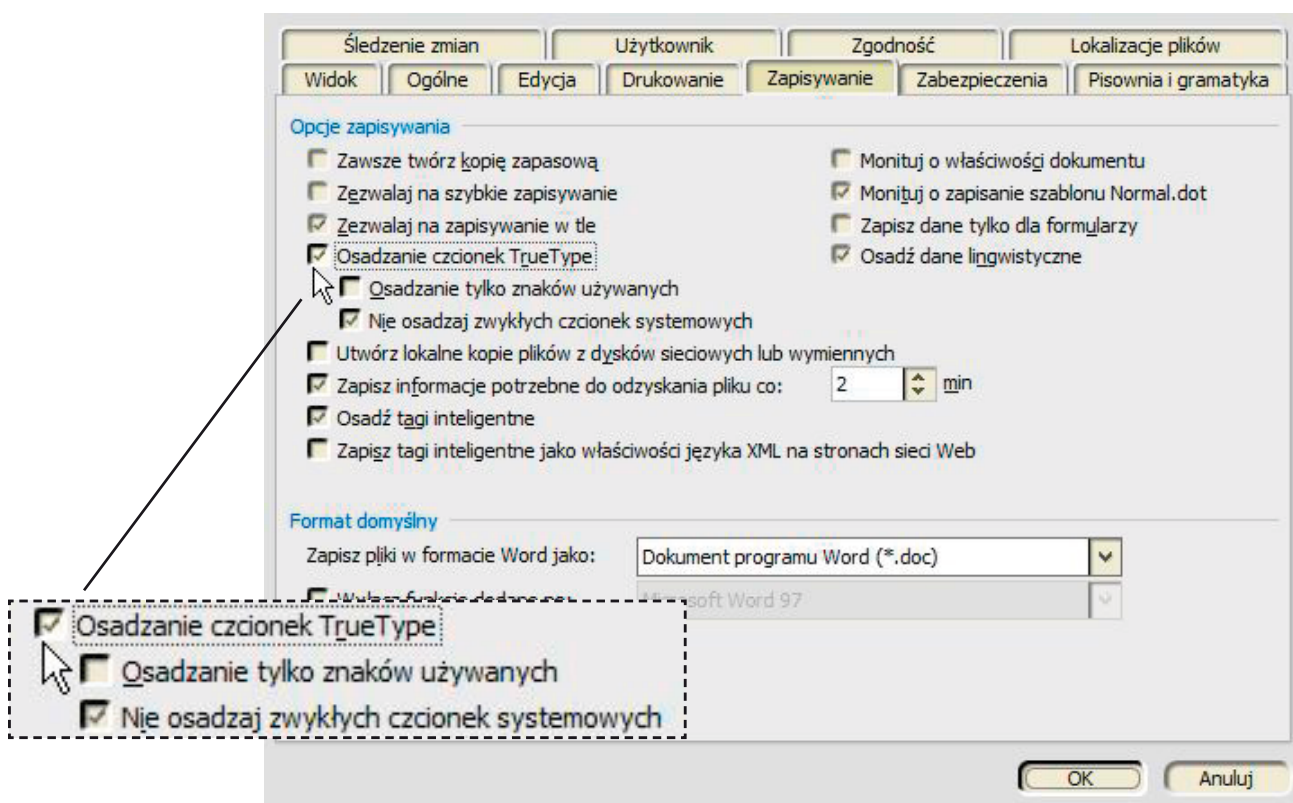 Śledzenie zmian Użytkownik Zgodność Lokalizacje plików
Widok Ogólne Edycja Drukowanie Zapisywanie Zabezpieczenia Pisownia i gramatyka
Opcje zapisywania
Zawsze twórz kopię zapasową
Zezwalaj na szybkie zapisywanie
Zezwalaj na zapisywanie w tle
Osadzanie czcionek TrueType
Osadzanie tylko znaków używanych
Nie osadzaj zwykłych czcionek systemowych
Monituj o właściwości dokumentu
Monituj o zapisanie szablonu Normal.dot
Zapisz dane tylko dla formularzy
Osadź dane lingwistyczne
Utwórz lokalne kopie plików z dysków sieciowych lub wymiennych
Zapisz informacje potrzebne do odzyskania pliku co: 2 min
Osadź tagi inteligentne
Zapisz tagi inteligentne jako właściwości języka XML na stronach sieci Web
Format domyślny
Zapisz pliki w formacie Word jako: Dokument programu Word (*.doc)
Microsoft Word 97
Osadzanie czcionek TrueType
Osadzanie tylko znaków używanych
Nie osadzaj zwykłych czcionek systemowych
OK Anuluj